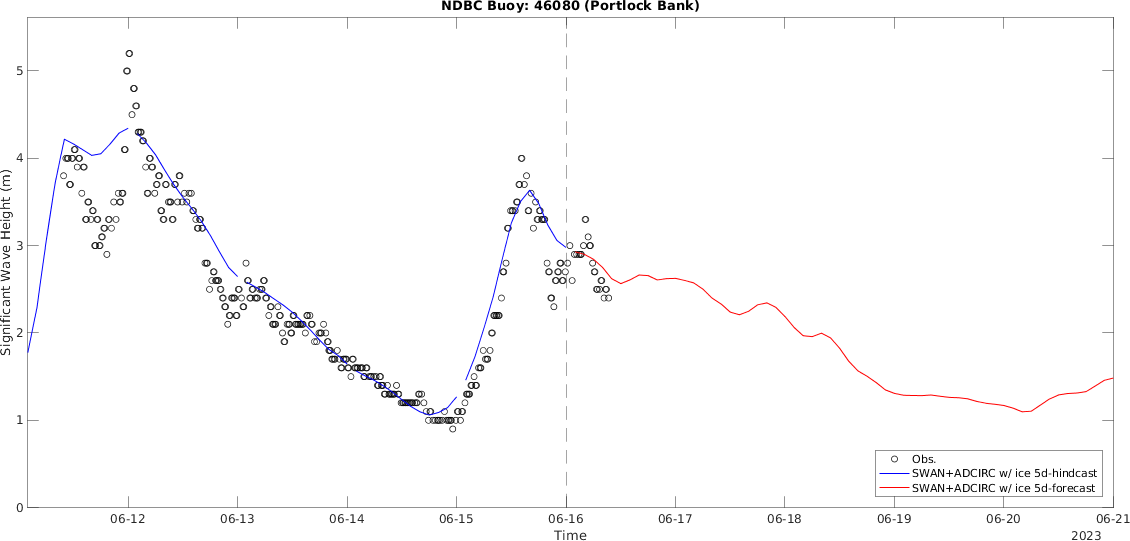 NDBC Buoy: 46080 (Portlock Bank)
Significant Wave Height (m)
5
4
3
2
1
0
Obs.
SWAN+ADCIRC w/ ice 5d-hindcast
SWAN+ADCIRC w/ ice 5d-forecast
06-12 06-13 06-14 06-15 06-16 06-17 06-18 06-19 06-20 06-21
Time
2023